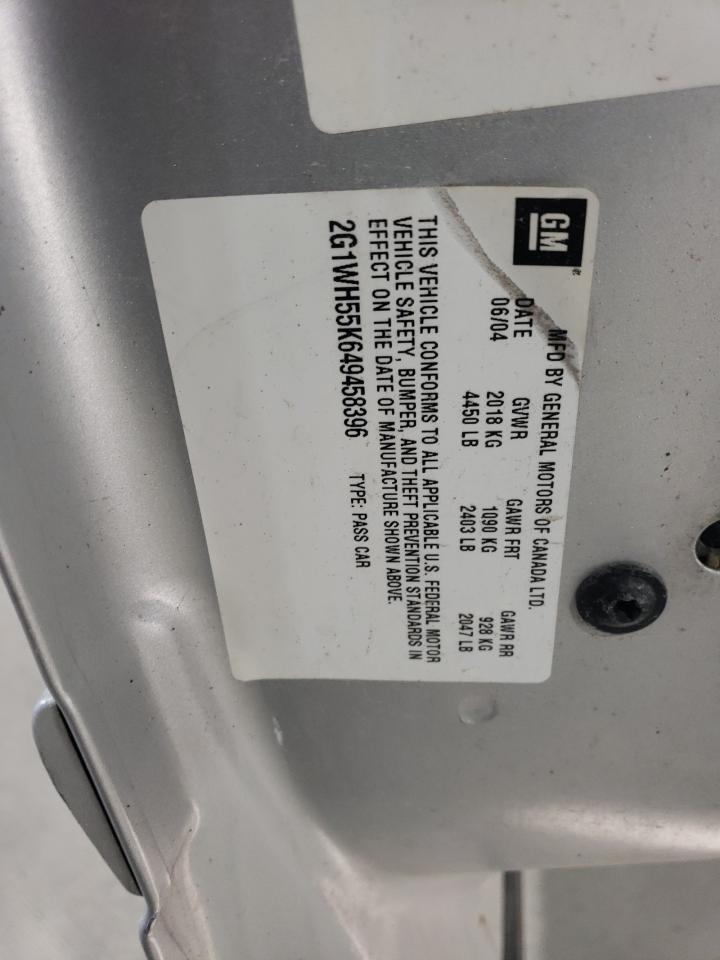 GM
MFD BY GENERAL MOTORS OF CANADA LTD.
DATE GVWR GAWR FRT GAWR RR
06/04 2018 KG 1090 KG 928 KG
4450 LB 2403 LB 2047 LB
THIS VEHICLE CONFORMS TO ALL APPLICABLE U.S. FEDERAL MOTOR
VEHICLE SAFETY, BUMPER, AND THEFT PREVENTION STANDARDS IN
EFFECT ON THE DATE OF MANUFACTURE SHOWN ABOVE.
2G1WH55K649458396 TYPE: PASS CAR